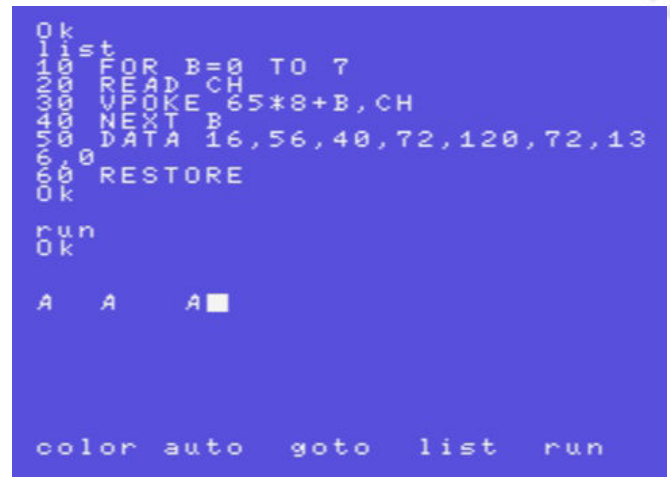 Ok
list
10 FOR B=0 TO 7
20 READ CH
30 VPOKE 65*8+B,CH
40 NEXT B
50 DATA 16,56,40,72,120,72,13
6,0
60 RESTORE
Ok
run
Ok
A A A
color auto goto list run